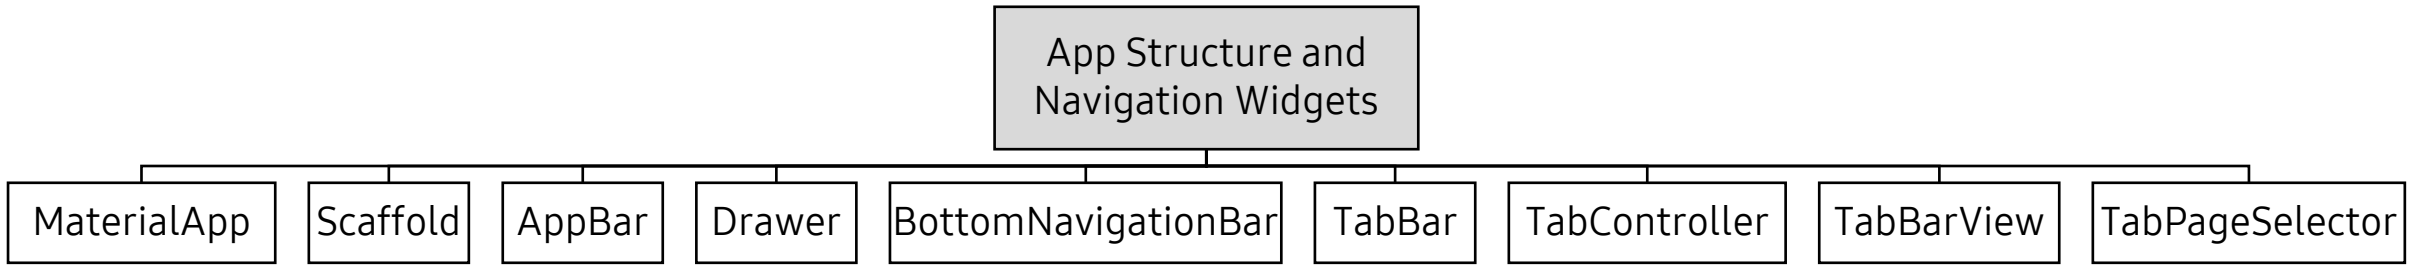 App Structure and
Navigation Widgets
MaterialApp
Scaffold
AppBar
Drawer
BottomNavigationBar
TabBar
TabController
TabBarView
TabPageSelector